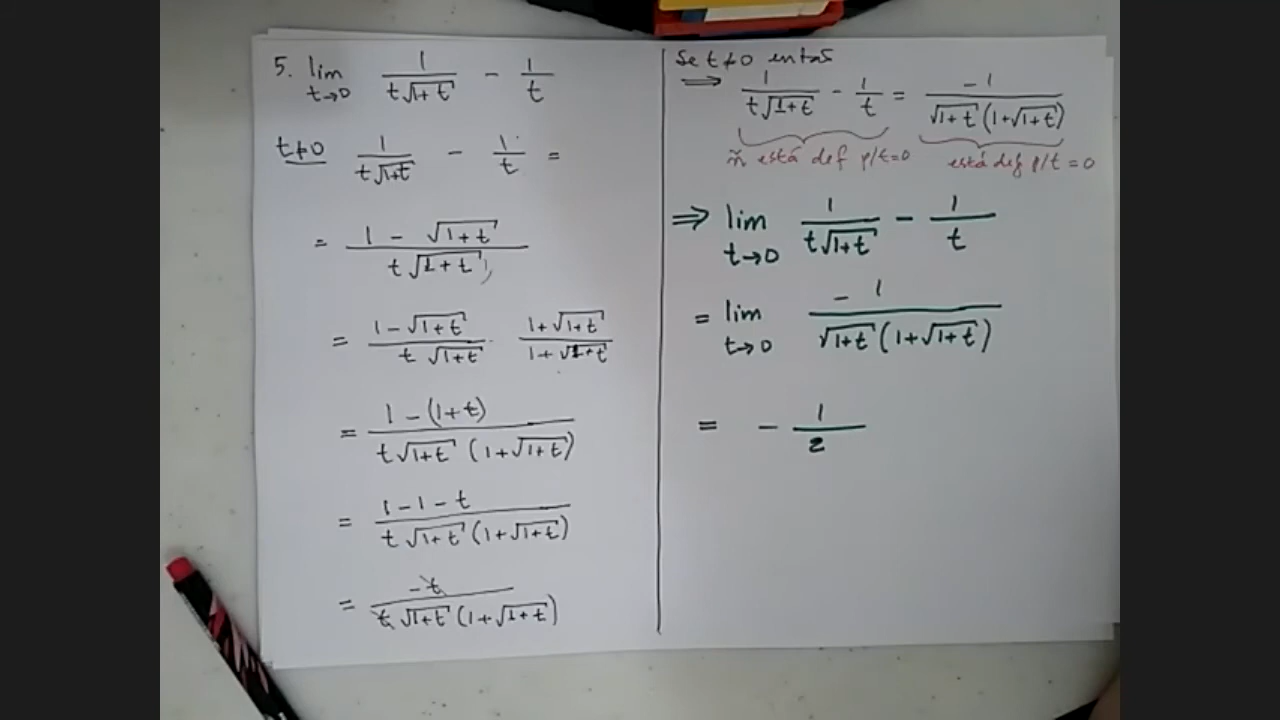 5. lim t→0 1/(t√(1+t)) − 1/t
t≠0 1/(t√(1+t)) − 1/t =
= (1 − √(1+t))/(t√(1+t))
= (1 − √(1+t))/(t√(1+t)) · (1+√(1+t))/(1+√(1+t))
= (1 − (1+t))/(t√(1+t) (1+√(1+t)))
= (1 − 1 − t)/(t√(1+t) (1+√(1+t)))
= −t/(t√(1+t) (1+√(1+t)))
Se t≠0 então
⇒ 1/(t√(1+t)) − 1/t = −1/(√(1+t) (1+√(1+t)))
ñ está def p/t=0 está def p/t=0
⇒ lim t→0 1/(t√(1+t)) − 1/t
= lim t→0 −1/(√(1+t) (1+√(1+t)))
= − 1/2